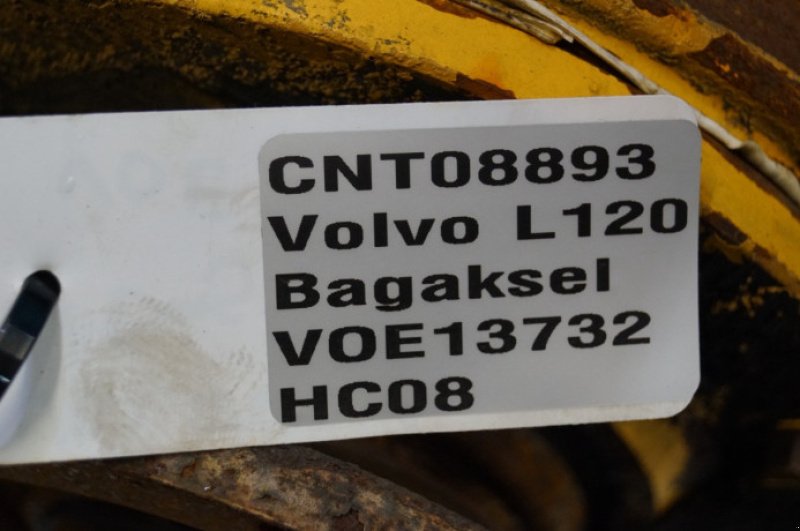 CNT08893
Volvo L120
Bagaksel
VOE13732
HC08